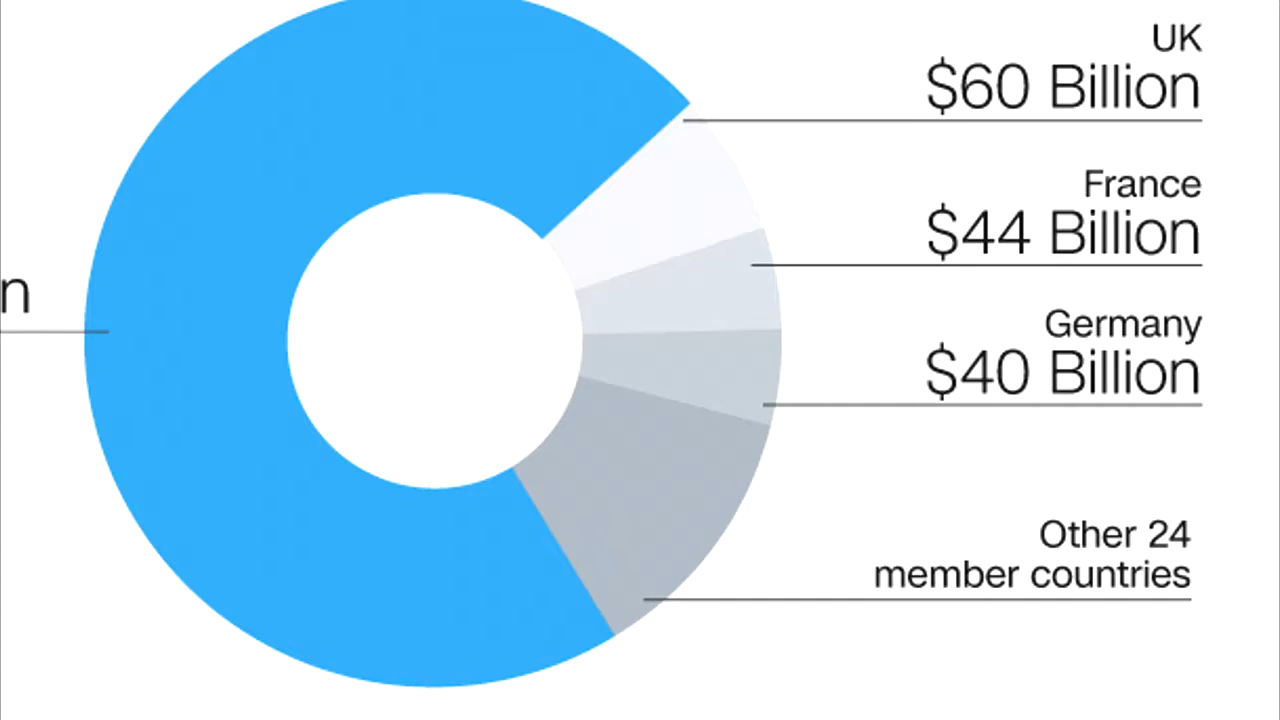 UK
$60 Billion
France
$44 Billion
n
Germany
$40 Billion
Other 24
member countries